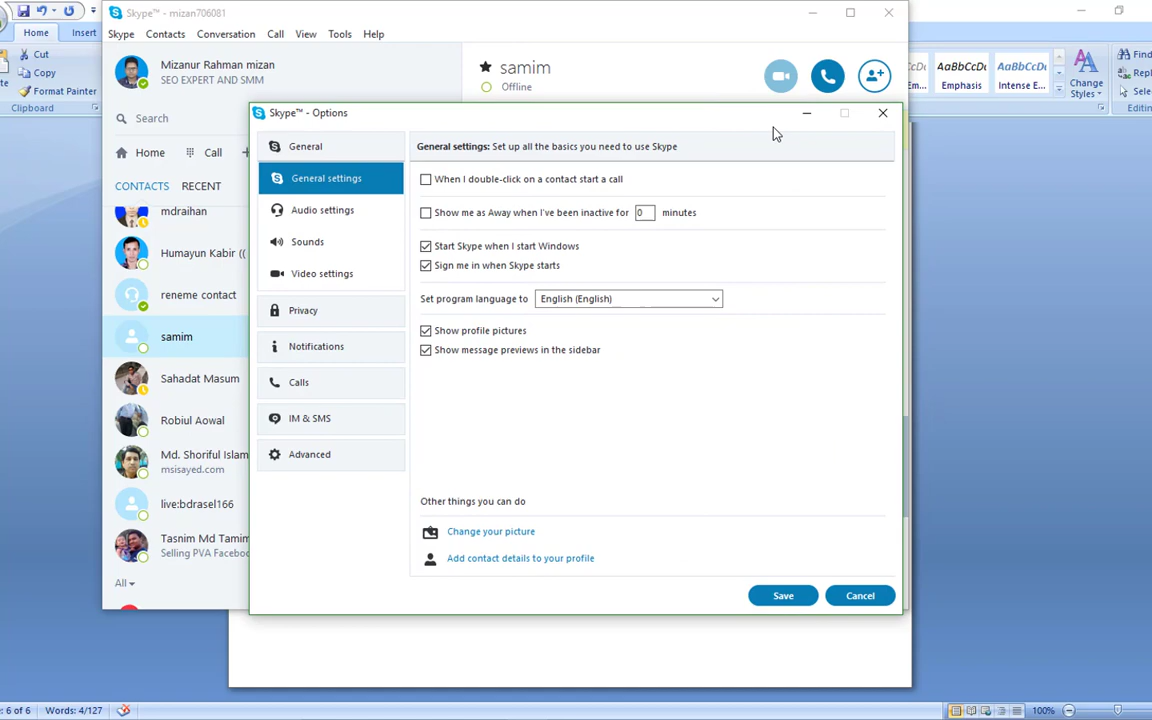 Skype™ - mizan706081
Home
Insert
Skype Contacts Conversation Call View Tools Help
Cut
Copy
Format Painter
Clipboard
Mizanur Rahman mizan
SEO EXPERT AND SMM
samim
Offline
AaBbCcDc
AaBbCcDc
Em...
Emphasis
Intense E...
Change
Styles
Find
Repl
Sele
Editin
Search
Home
Call
CONTACTS RECENT
mdraihan
Humayun Kabir ((
reneme contact
samim
Sahadat Masum
Robiul Aowal
Md. Shoriful Islam
msisayed.com
live:bdrasel166
Tasnim Md Tamim
Selling PVA Faceboo
All
Skype™ - Options
General
General settings
Audio settings
Sounds
Video settings
Privacy
Notifications
Calls
IM & SMS
Advanced
General settings: Set up all the basics you need to use Skype
When I double-click on a contact start a call
Show me as Away when I've been inactive for 0 minutes
Start Skype when I start Windows
Sign me in when Skype starts
Set program language to English (English)
Show profile pictures
Show message previews in the sidebar
Other things you can do
Change your picture
Add contact details to your profile
Save
Cancel
: 6 of 6
Words: 4/127
100%